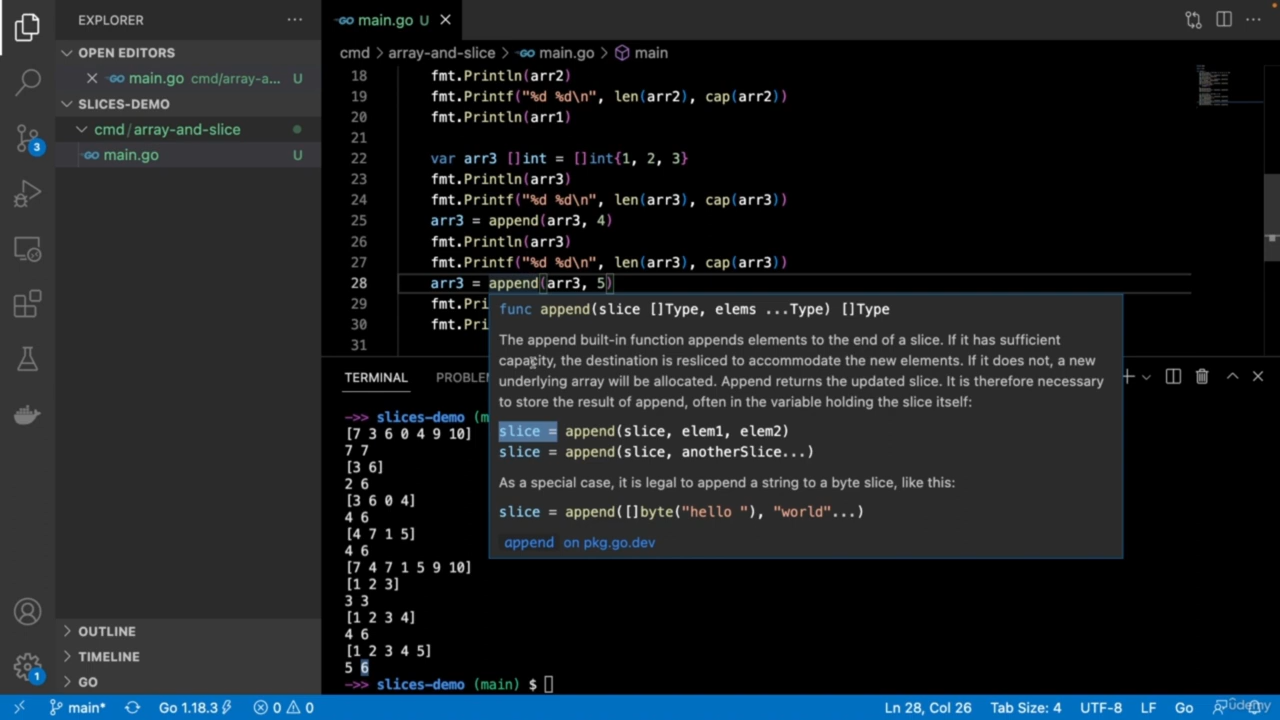 EXPLORER
OPEN EDITORS
main.go cmd/array-a... U
SLICES-DEMO
cmd / array-and-slice
main.go U
OUTLINE
TIMELINE
GO
3
1
main.go U
cmd > array-and-slice > main.go > main
18 fmt.Println(arr2)
19 fmt.Printf("%d %d\n", len(arr2), cap(arr2))
20 fmt.Println(arr1)
21
22 var arr3 []int = []int{1, 2, 3}
23 fmt.Println(arr3)
24 fmt.Printf("%d %d\n", len(arr3), cap(arr3))
25 arr3 = append(arr3, 4)
26 fmt.Println(arr3)
27 fmt.Printf("%d %d\n", len(arr3), cap(arr3))
28 arr3 = append(arr3, 5)
29 fmt.Pri
30 fmt.Pri
31
func append(slice []Type, elems ...Type) []Type
The append built-in function appends elements to the end of a slice. If it has sufficient
capacity, the destination is resliced to accommodate the new elements. If it does not, a new
underlying array will be allocated. Append returns the updated slice. It is therefore necessary
to store the result of append, often in the variable holding the slice itself:
slice = append(slice, elem1, elem2)
slice = append(slice, anotherSlice...)
As a special case, it is legal to append a string to a byte slice, like this:
slice = append([]byte("hello "), "world"...)
append on pkg.go.dev
TERMINAL PROBLE
->> slices-demo (m
[7 3 6 0 4 9 10]
7 7
[3 6]
2 6
[3 6 0 4]
4 6
[4 7 1 5]
4 6
[7 4 7 1 5 9 10]
[1 2 3]
3 3
[1 2 3 4]
4 6
[1 2 3 4 5]
5 6
->> slices-demo (main) $
main* Go 1.18.3 0 0 Ln 28, Col 26 Tab Size: 4 UTF-8 LF Go
Udemy